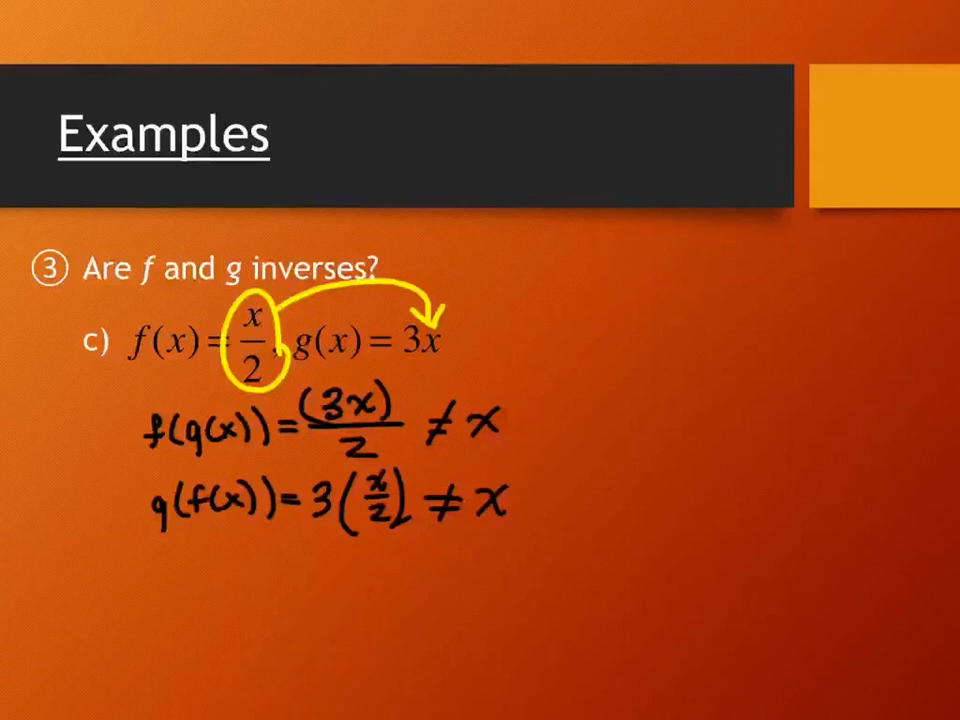 Examples
③ Are f and g inverses?
c) f(x) = x/2, g(x) = 3x
f(g(x)) = (3x)/2 ≠ x
g(f(x)) = 3(x/2) ≠ x